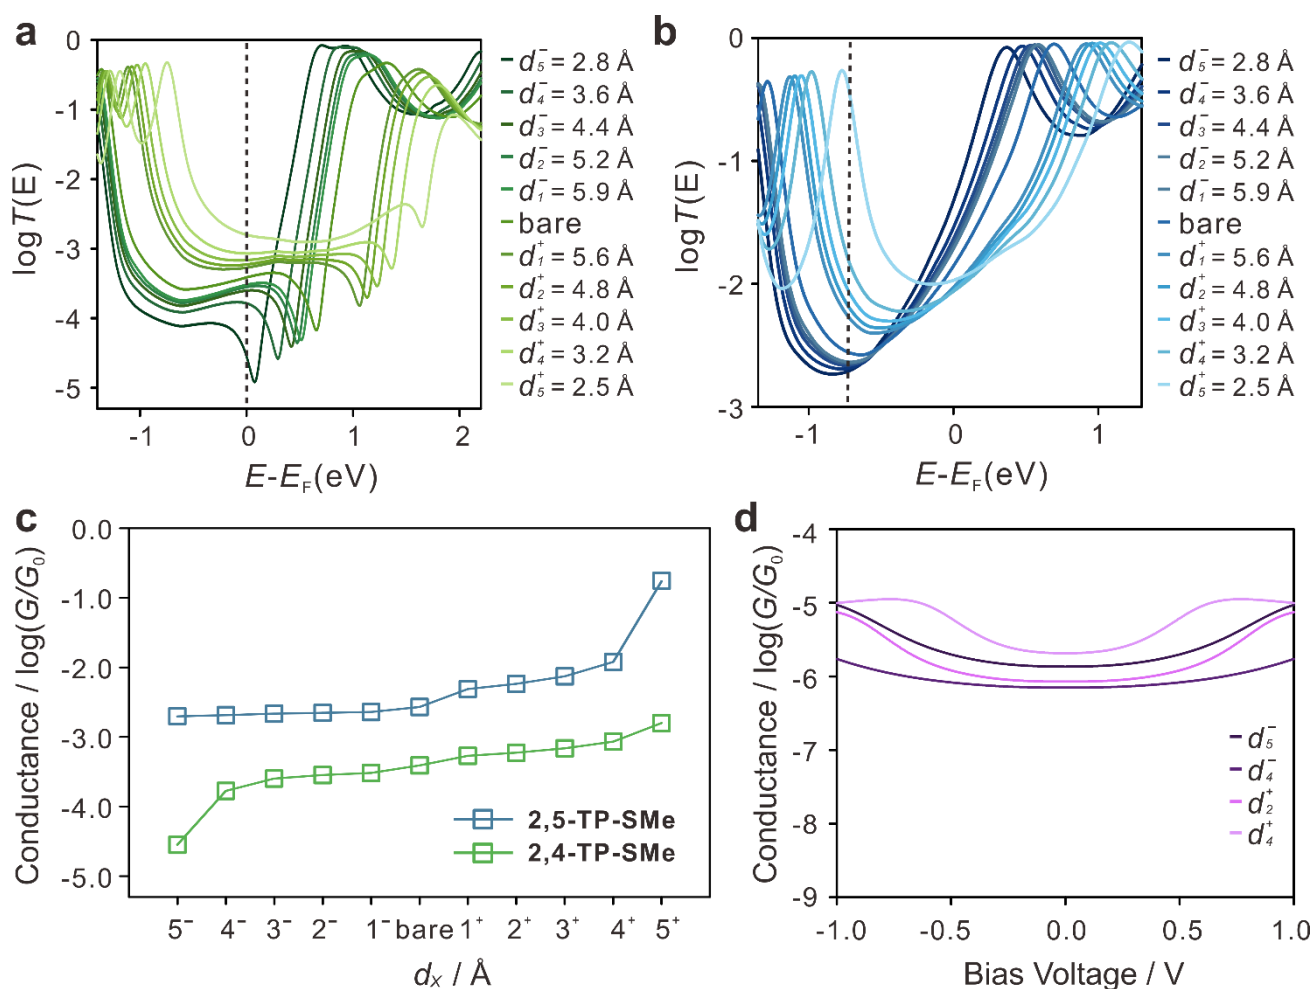 a
0
-1
-2
-3
-4
-5
log T(E)
-1 0 1 2
E-E_F(eV)
d₅⁻ = 2.8 Å
d₄⁻ = 3.6 Å
d₃⁻ = 4.4 Å
d₂⁻ = 5.2 Å
d₁⁻ = 5.9 Å
bare
d₁⁺ = 5.6 Å
d₂⁺ = 4.8 Å
d₃⁺ = 4.0 Å
d₄⁺ = 3.2 Å
d₅⁺ = 2.5 Å
b
0
-1
-2
-3
log T(E)
-1 0 1
E-E_F(eV)
d₅⁻ = 2.8 Å
d₄⁻ = 3.6 Å
d₃⁻ = 4.4 Å
d₂⁻ = 5.2 Å
d₁⁻ = 5.9 Å
bare
d₁⁺ = 5.6 Å
d₂⁺ = 4.8 Å
d₃⁺ = 4.0 Å
d₄⁺ = 3.2 Å
d₅⁺ = 2.5 Å
c
0.0
-1.0
-2.0
-3.0
-4.0
-5.0
Conductance / log(G/G₀)
2,5-TP-SMe
2,4-TP-SMe
5⁻ 4⁻ 3⁻ 2⁻ 1⁻ bare 1⁺ 2⁺ 3⁺ 4⁺ 5⁺
dₓ / Å
d
-4
-5
-6
-7
-8
-9
Conductance / log(G/G₀)
d₅⁻
d₄⁻
d₂⁺
d₄⁺
-1.0 -0.5 0.0 0.5 1.0
Bias Voltage / V